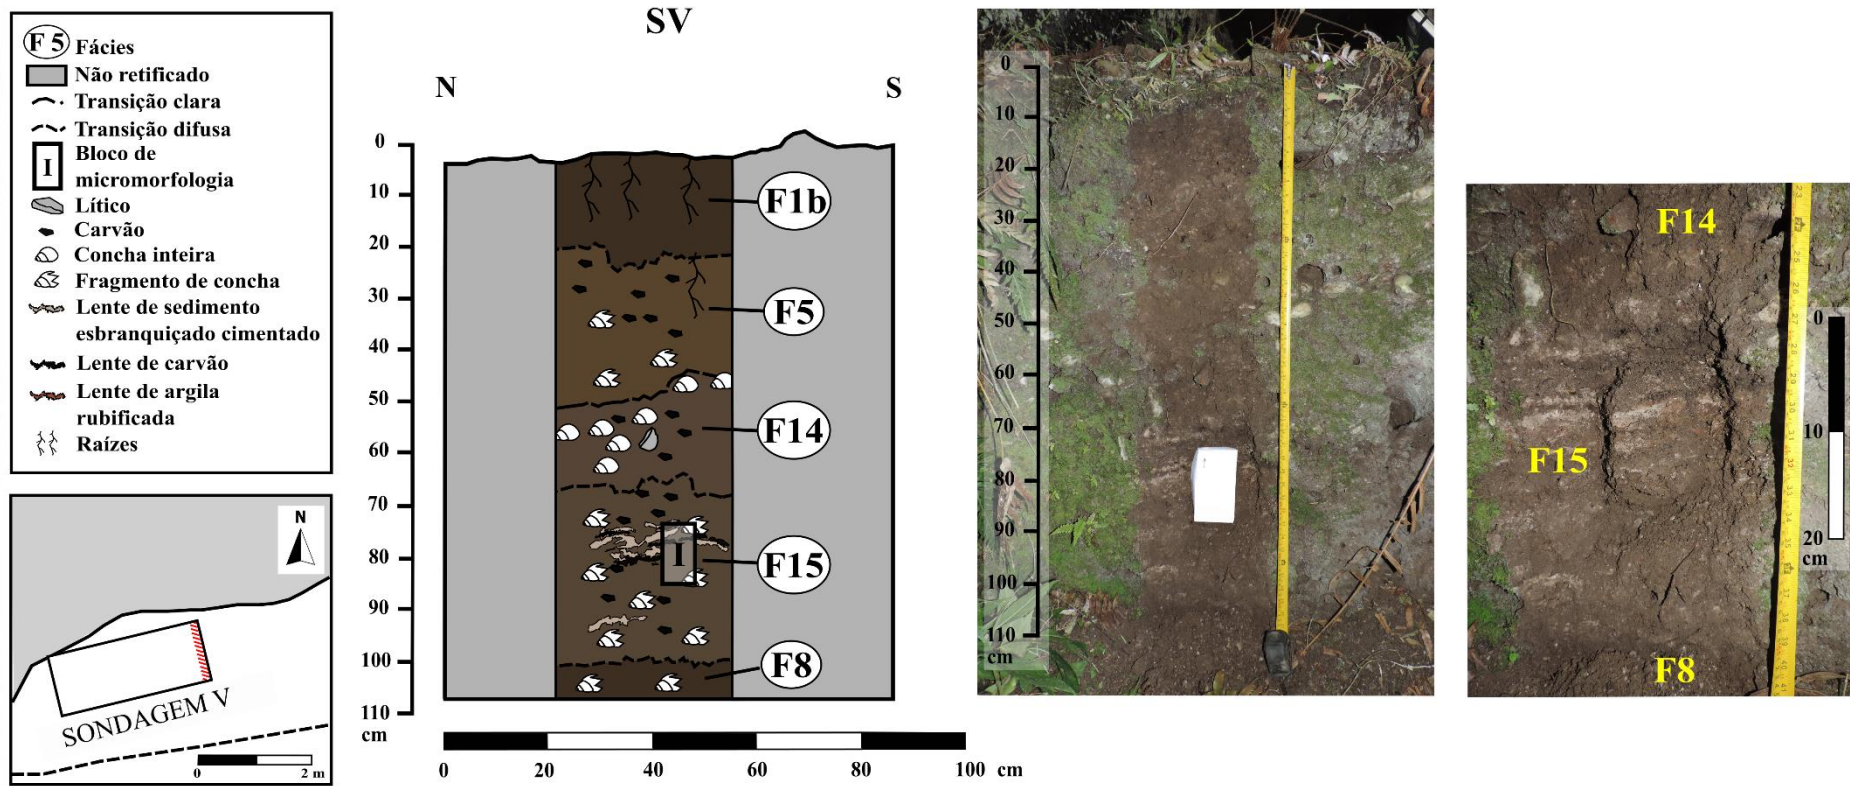 F 5 Fácies
Não retificado
Transição clara
Transição difusa
I Bloco de
micromorfologia
Lítico
Carvão
Concha inteira
Fragmento de concha
Lente de sedimento
esbranquiçado cimentado
Lente de carvão
Lente de argila
rubificada
Raízes
N
SONDAGEM V
0 2 m
SV
N S
0
10
20
30
40
50
60
70
80
90
100
110
cm
F1b
F5
F14
F15
I
F8
0 20 40 60 80 100 cm
0
10
20
30
40
50
60
70
80
90
100
110
cm
F14
F15
F8
0
10
20
cm